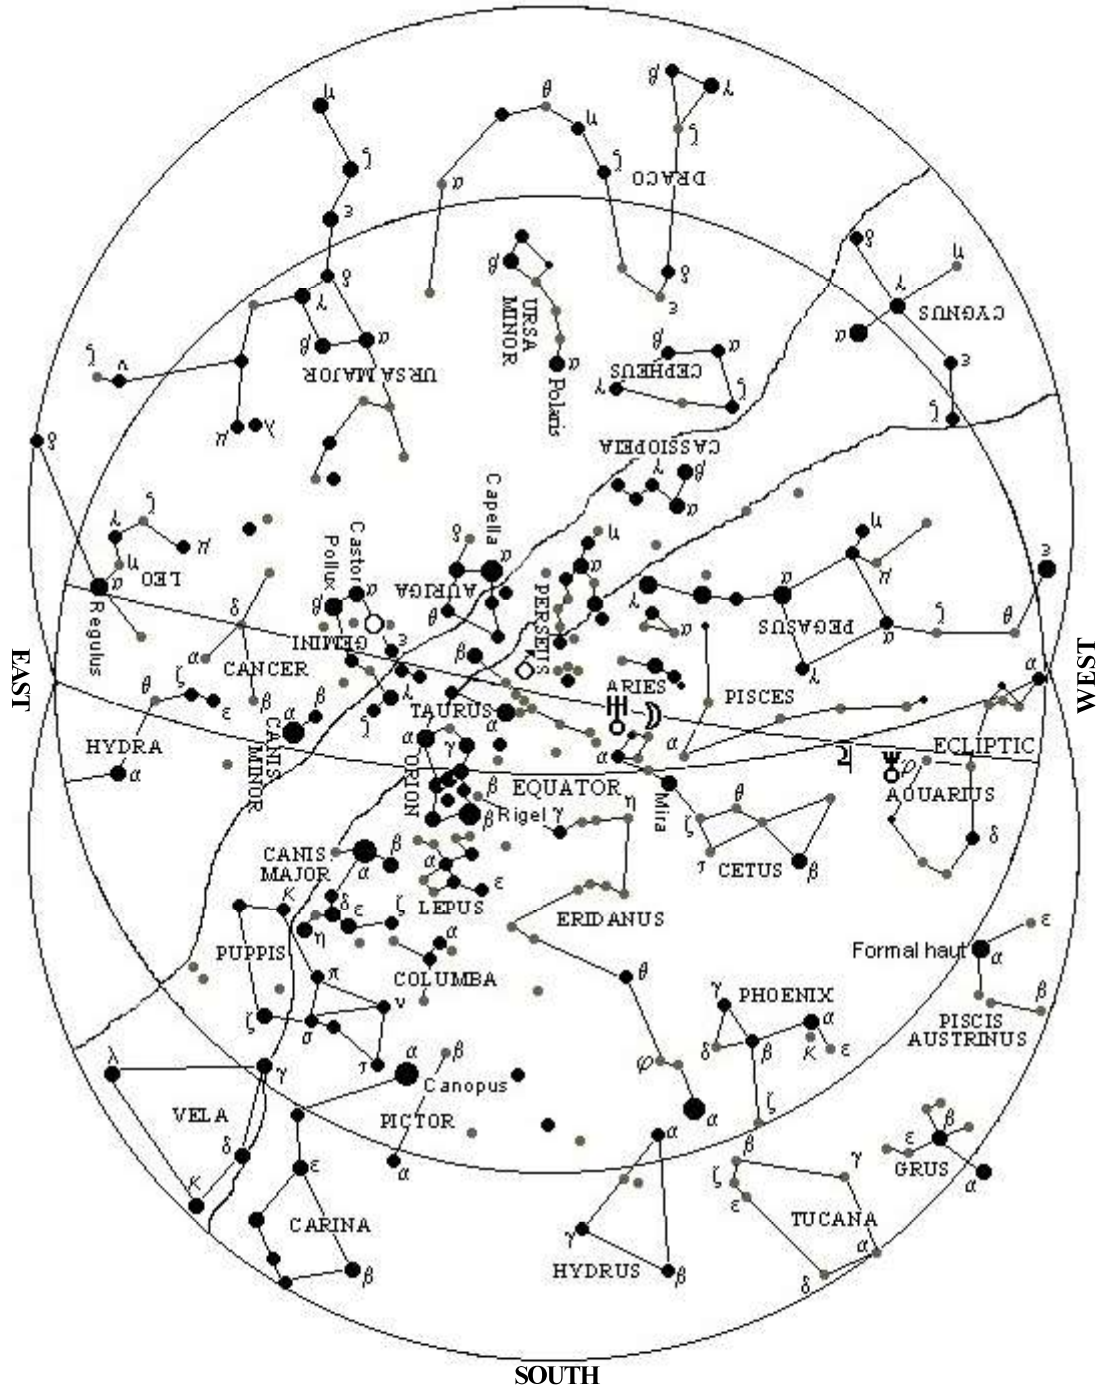 DRACO
URSA
MINOR
CYGNUS
URSA MAJOR
CEPHEUS
Polaris
CASSIOPEIA
Capella
Castor
Pollux
LEO
AURIGA
PERSEUS
PEGASUS
Regulus
GEMINI
CANCER
EAST
WEST
ARIES
PISCES
TAURUS
HYDRA
CANIS
MINOR
ORION
ECLIPTIC
EQUATOR
Mira
AQUARIUS
Rigel
CANIS
MAJOR
CETUS
LEPUS
ERIDANUS
PUPPIS
COLUMBA
Formal haut
PHOENIX
PISCIS
AUSTRINUS
Canopus
VELA
PICTOR
GRUS
CARINA
TUCANA
HYDRUS
SOUTH